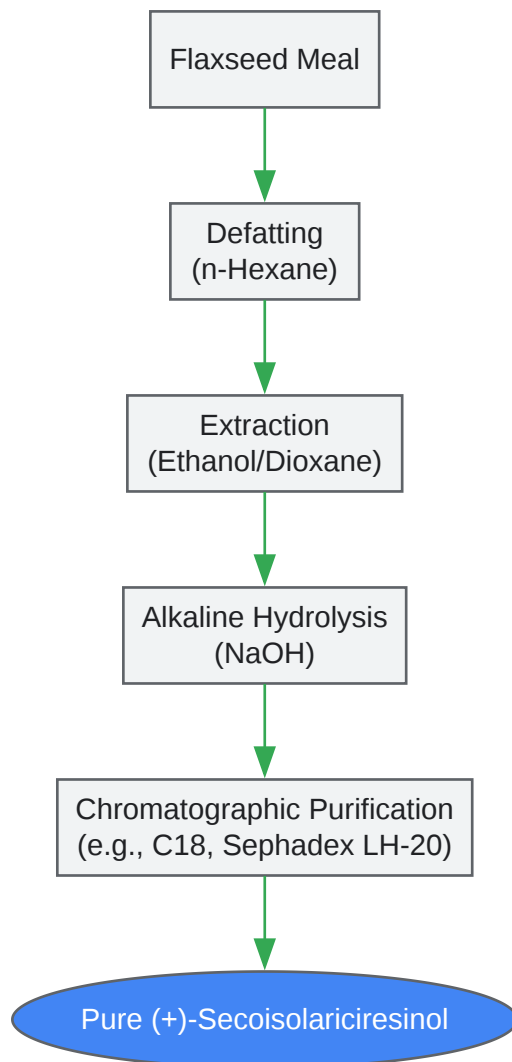 Flaxseed Meal
Defatting
(n-Hexane)
Extraction
(Ethanol/Dioxane)
Alkaline Hydrolysis
(NaOH)
Chromatographic Purification
(e.g., C18, Sephadex LH-20)
Pure (+)-Secoisolariciresinol